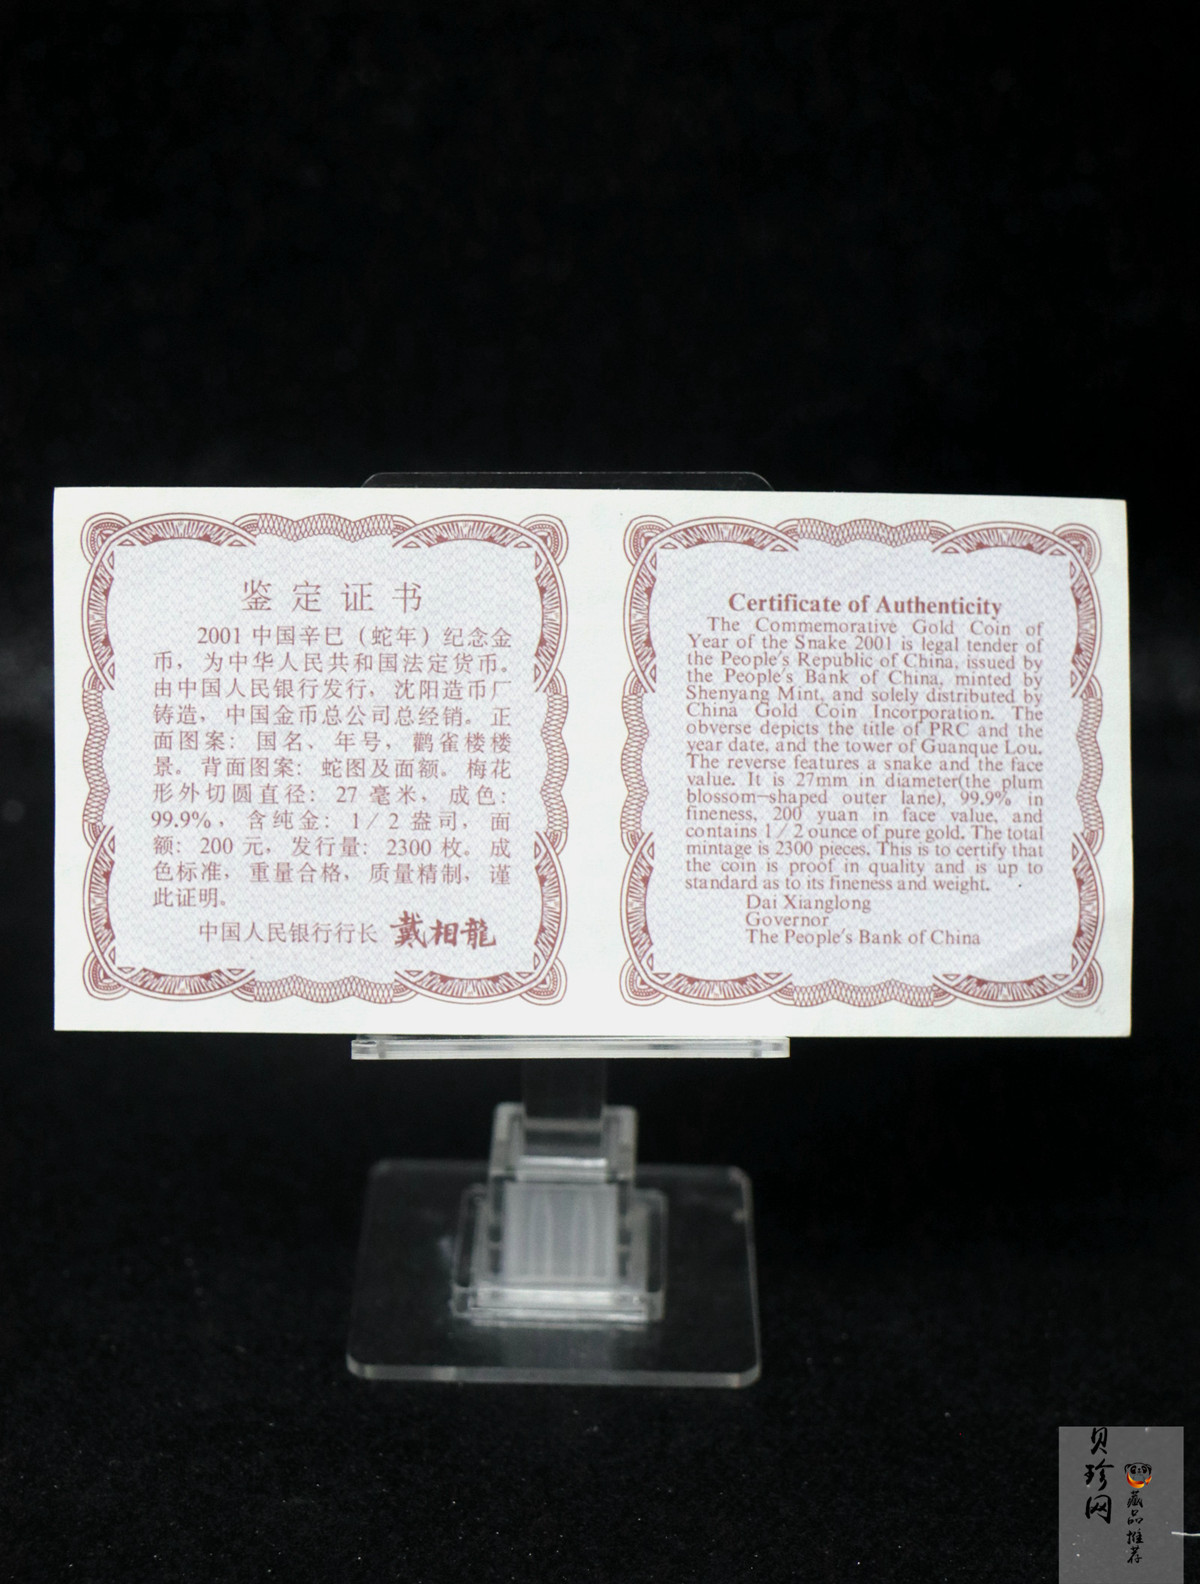 鉴定证书
2001中国辛巳（蛇年）纪念金
币，为中华人民共和国法定货币。
由中国人民银行发行，沈阳造币厂
铸造，中国金币总公司总经销。正
面图案：国名、年号，鹳雀楼楼
景。背面图案：蛇图及面额。梅花
形外切圆直径：27毫米，成色：
99.9%，含纯金：1/2盎司，面
额：200元，发行量：2300枚。成
色标准，重量合格，质量精制，谨
此证明。
中国人民银行行长 戴相龍
Certificate of Authenticity
The Commemorative Gold Coin of
Year of the Snake 2001 is legal tender of
the People's Republic of China, issued by
the People's Bank of China, minted by
Shenyang Mint, and solely distributed by
China Gold Coin Incorporation. The
obverse depicts the title of PRC and the
year date, and the tower of Guanque Lou.
The reverse features a snake and the face
value. It is 27mm in diameter(the plum
blossom-shaped outer lane), 99.9% in
fineness, 200 yuan in face value, and
contains 1/2 ounce of pure gold. The total
mintage is 2300 pieces. This is to certify that
the coin is proof in quality and is up to
standard as to its fineness and weight.
Dai Xianglong
Governor
The People's Bank of China
贝珍网
藏品推荐